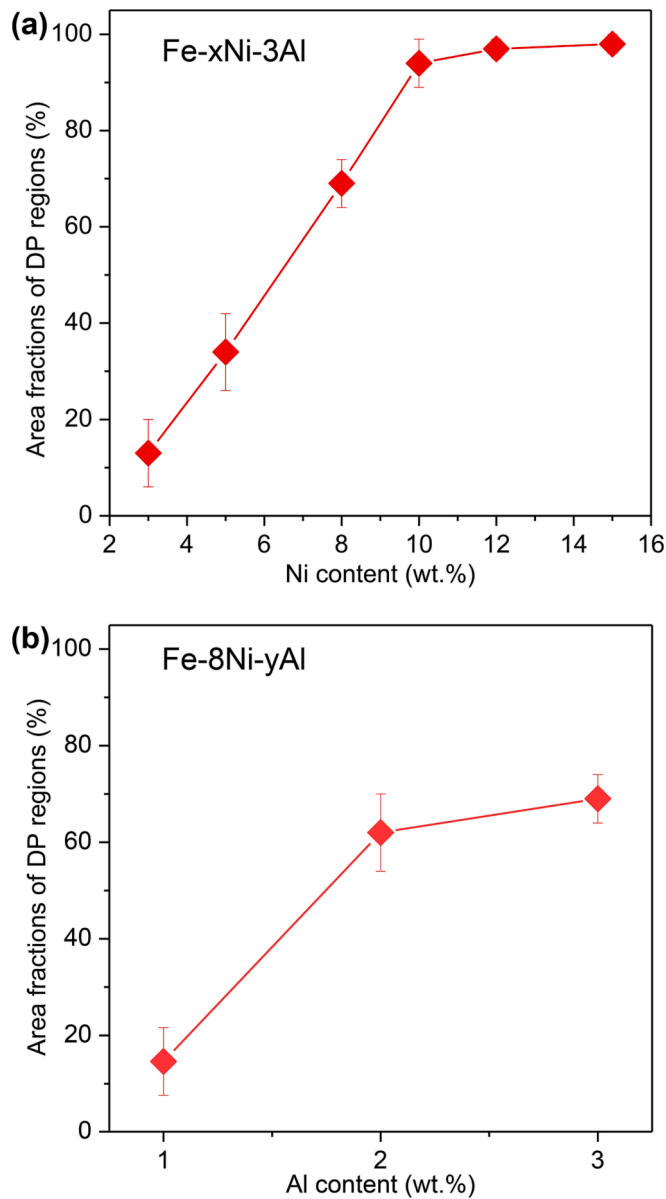 (a)
Fe-xNi-3Al
Area fractions of DP regions (%)
100
80
60
40
20
0
2 4 6 8 10 12 14 16
Ni content (wt.%)
(b)
Fe-8Ni-yAl
Area fractions of DP regions (%)
100
80
60
40
20
0
1 2 3
Al content (wt.%)